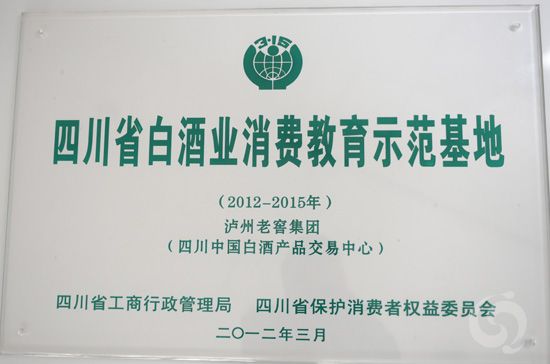 3·15
四川省白酒业消费教育示范基地
(2012-2015年)
泸州老窖集团
(四川中国白酒产品交易中心)
四川省工商行政管理局 四川省保护消费者权益委员会
二〇一二年三月